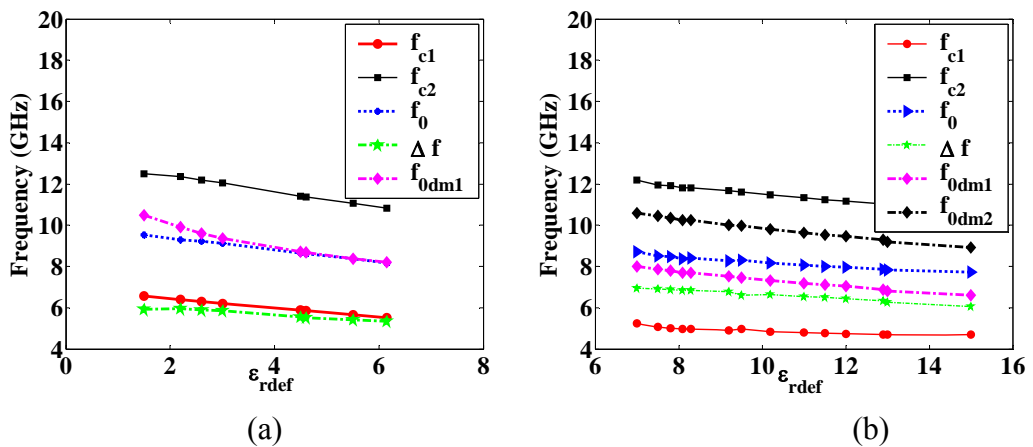 20
18
16
14
12
10
8
6
4
Frequency (GHz)
0 2 4 6 8
ε_rdef
f_c1
f_c2
f_0
Δ f
f_0dm1
(a)
20
18
16
14
12
10
8
6
4
Frequency (GHz)
6 8 10 12 14 16
ε_rdef
f_c1
f_c2
f_0
Δ f
f_0dm1
f_0dm2
(b)